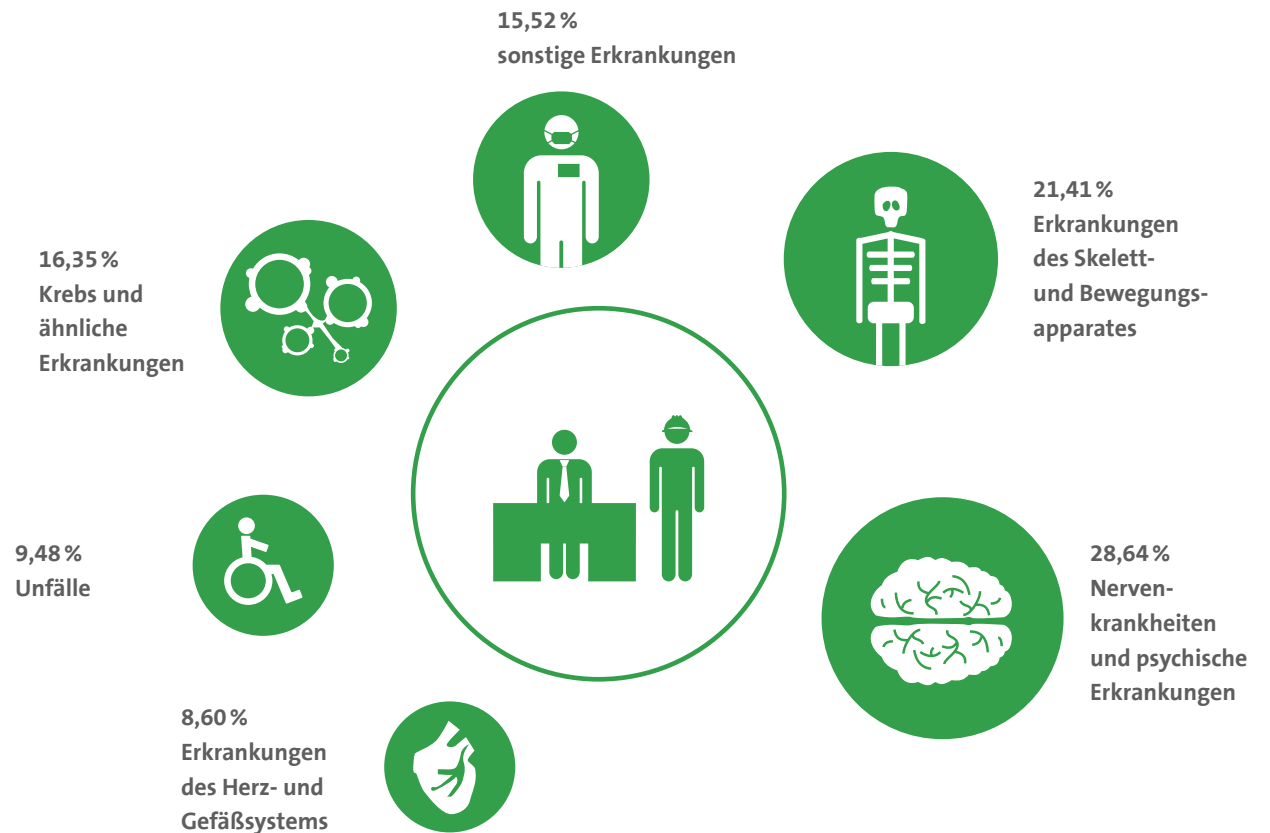 15,52 %
sonstige Erkrankungen
21,41 %
Erkrankungen
des Skelett-
und Bewegungs-
apparates
16,35 %
Krebs und
ähnliche
Erkrankungen
9,48 %
Unfälle
28,64 %
Nerven-
krankheiten
und psychische
Erkrankungen
8,60 %
Erkrankungen
des Herz- und
Gefäßsystems